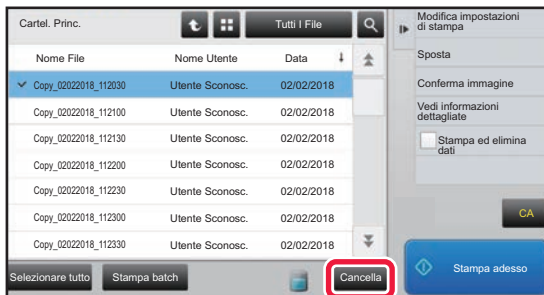 Cartel. Princ.
Tutti I File
Nome File Nome Utente Data
Copy_02022018_112030 Utente Sconosc. 02/02/2018
Copy_02022018_112100 Utente Sconosc. 02/02/2018
Copy_02022018_112130 Utente Sconosc. 02/02/2018
Copy_02022018_112200 Utente Sconosc. 02/02/2018
Copy_02022018_112230 Utente Sconosc. 02/02/2018
Copy_02022018_112300 Utente Sconosc. 02/02/2018
Copy_02022018_112330 Utente Sconosc. 02/02/2018
Selezionare tutto
Stampa batch
Cancella
Modifica impostazioni
di stampa
Sposta
Conferma immagine
Vedi informazioni
dettagliate
Stampa ed elimina
dati
CA
Stampa adesso